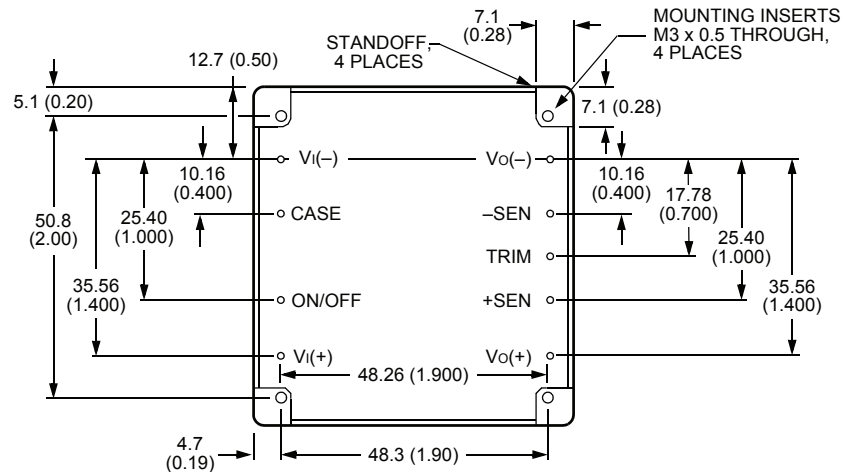 7.1
(0.28)
MOUNTING INSERTS
M3 x 0.5 THROUGH,
4 PLACES
STANDOFF,
4 PLACES
12.7 (0.50)
5.1 (0.20)
7.1 (0.28)
VI(–)
VO(–)
10.16
(0.400)
10.16
(0.400)
17.78
(0.700)
CASE
–SEN
50.8
(2.00)
25.40
(1.000)
25.40
(1.000)
TRIM
35.56
(1.400)
35.56
(1.400)
ON/OFF
+SEN
VI(+)
VO(+)
48.26 (1.900)
4.7
(0.19)
48.3 (1.90)